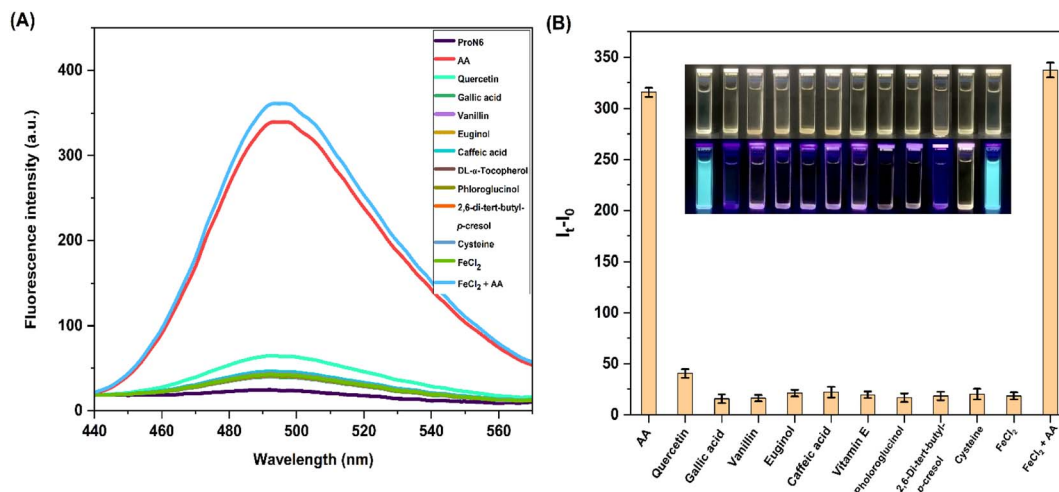 (A)
Fluorescence intensity (a.u.)
400
300
200
100
0
440
460
480
500
520
540
560
Wavelength (nm)
ProN6
AA
Quercetin
Gallic acid
Vanillin
Euginol
Caffeic acid
DL-α-Tocopherol
Phloroglucinol
2,6-di-tert-butyl-
p-cresol
Cysteine
FeCl2
FeCl2 + AA
(B)
It-I0
350
300
250
200
150
100
50
0
AA
Quercetin
Gallic acid
Vanillin
Euginol
Caffeic acid
Vitamin E
Pholoroglucinol
2,6-Di-tert-butyl-
p-cresol
Cysteine
FeCl2
FeCl2 + AA